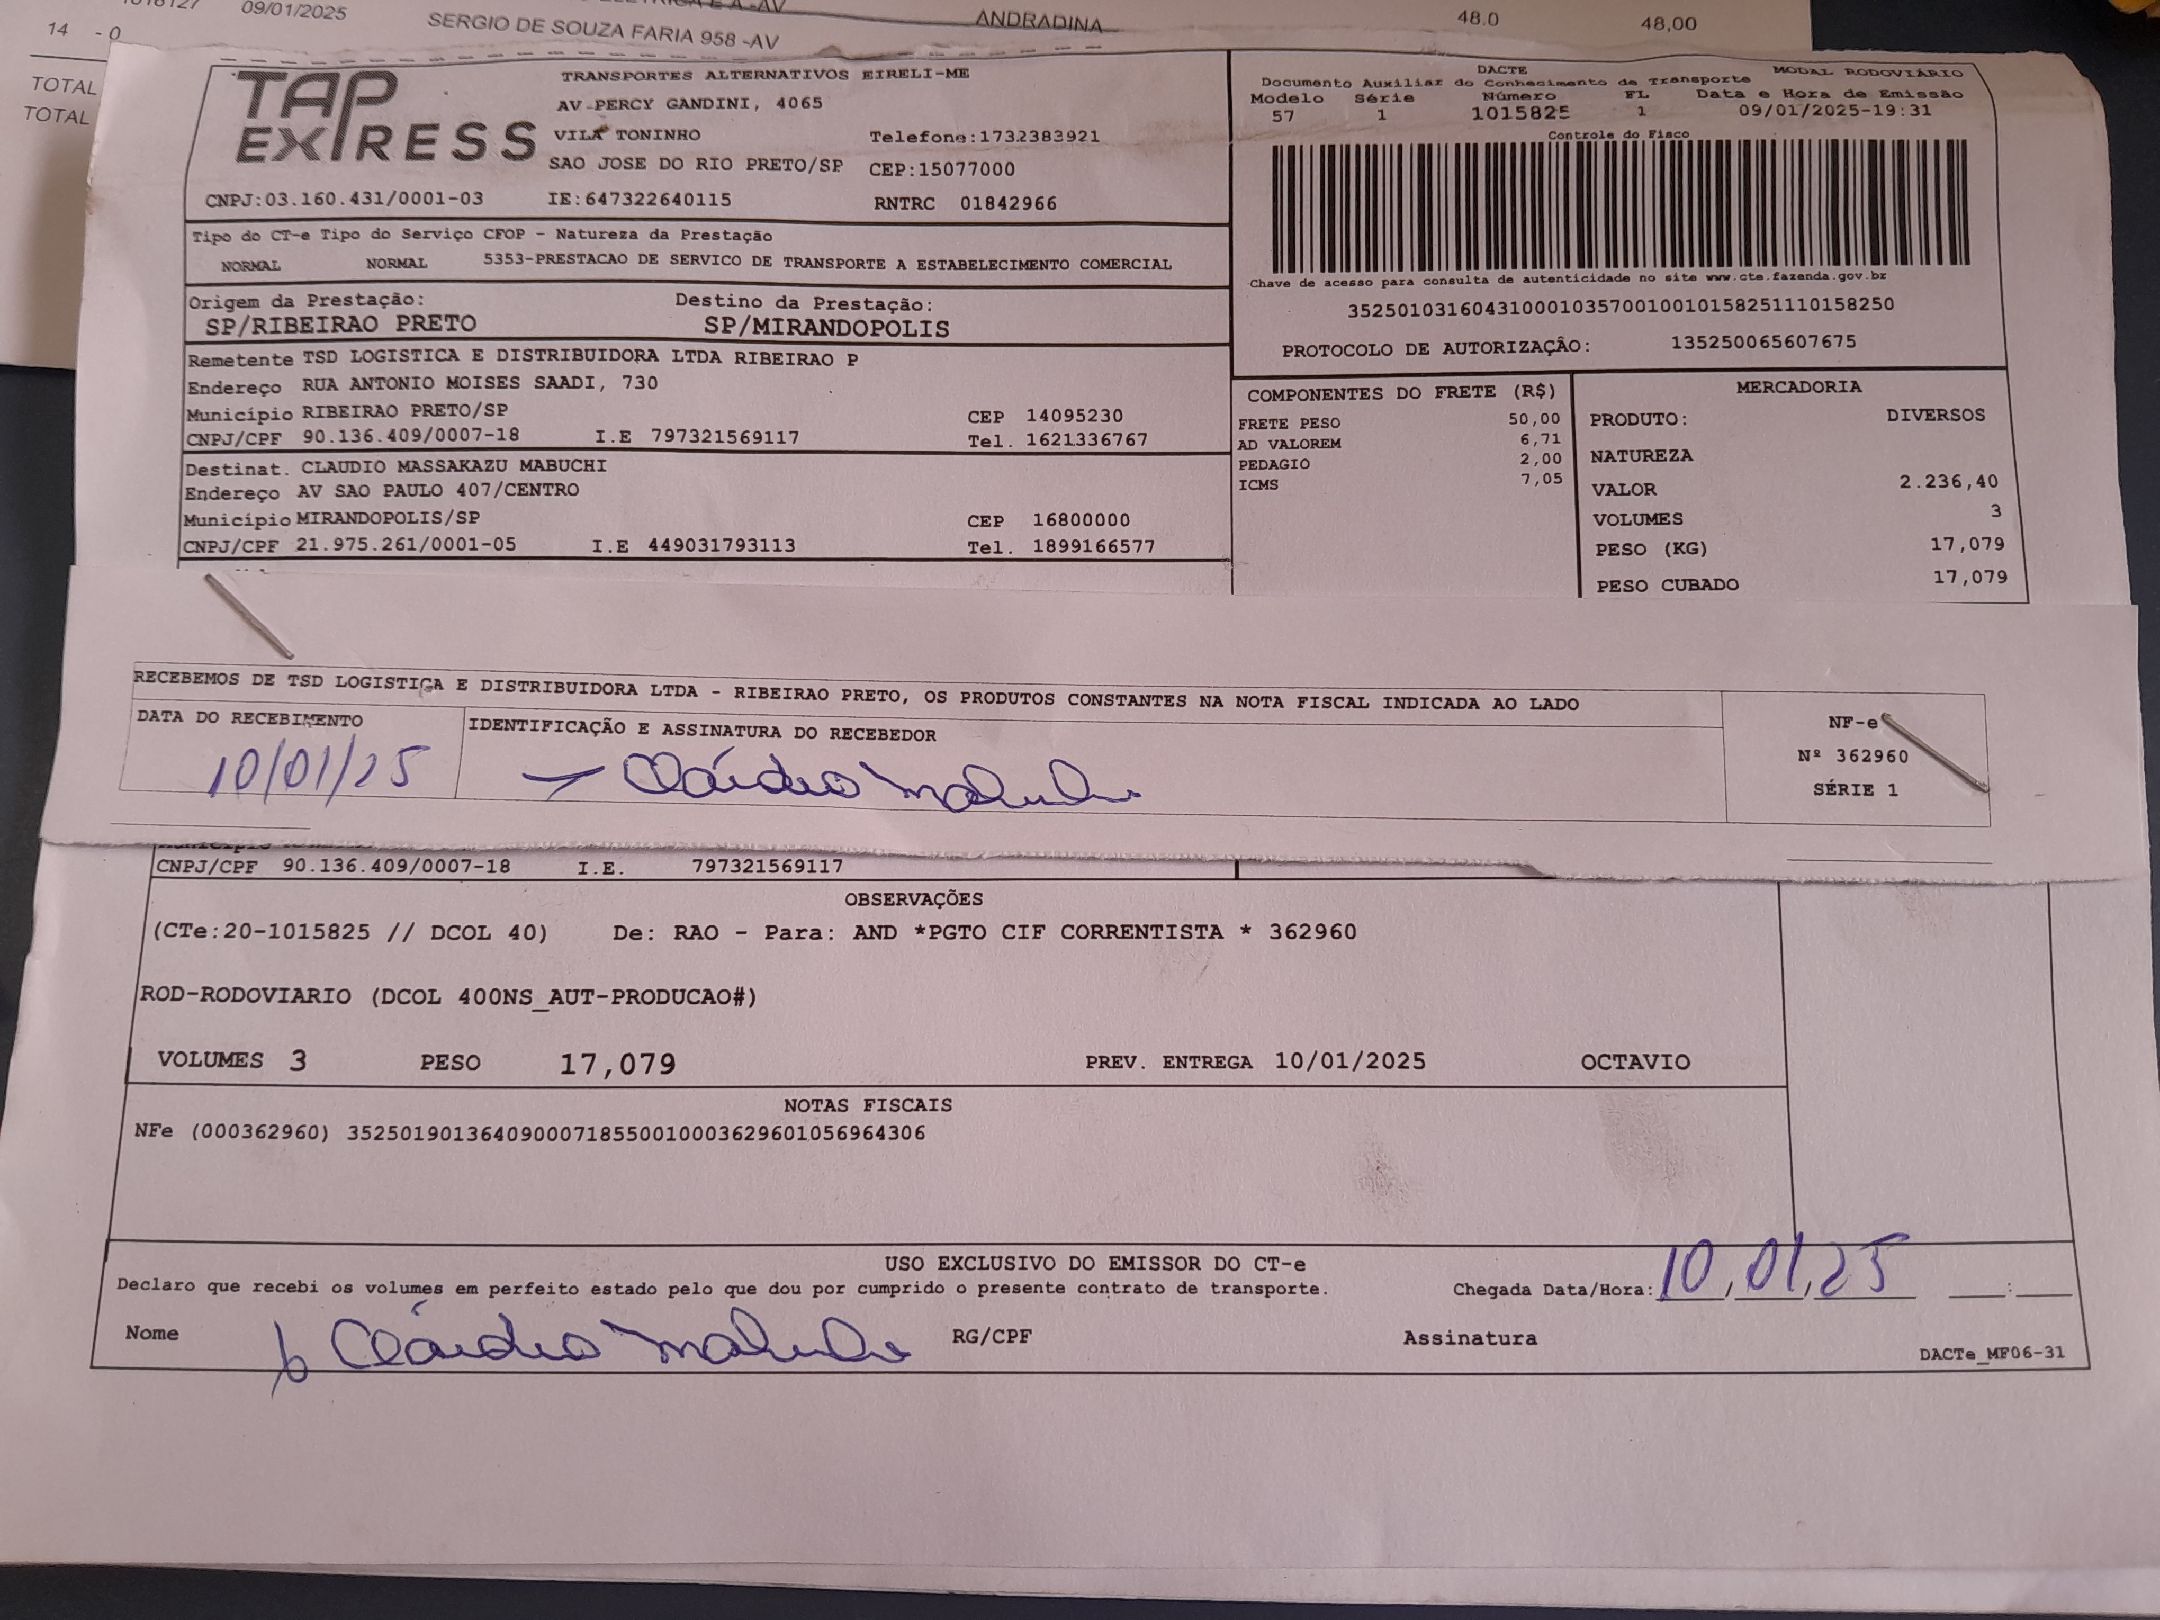 09/01/2025
SERGIO DE SOUZA FARIA 958 -AV ANDRADINA 48.0 48,00
14 - 0
TOTAL
TOTAL
TAP EXPRESS
TRANSPORTES ALTERNATIVOS EIRELI-ME
AV PERCY GANDINI, 4065
VILA TONINHO Telefone:1732383921
SAO JOSE DO RIO PRETO/SP CEP:15077000
CNPJ:03.160.431/0001-03 IE:647322640115 RNTRC 01842966
DACTE MODAL RODOVIÁRIO
Documento Auxiliar do Conhecimento de Transporte
Modelo Série Número FL Data e Hora de Emissão
57 1 1015825 1 09/01/2025-19:31
Controle do Fisco
Chave de acesso para consulta de autenticidade no site www.cte.fazenda.gov.br
35250103160431000103570010010158251110158250
PROTOCOLO DE AUTORIZAÇÃO: 135250065607675
Tipo do CT-e Tipo do Serviço CFOP - Natureza da Prestação
NORMAL NORMAL 5353-PRESTACAO DE SERVICO DE TRANSPORTE A ESTABELECIMENTO COMERCIAL
Origem da Prestação: Destino da Prestação:
SP/RIBEIRAO PRETO SP/MIRANDOPOLIS
Remetente TSD LOGISTICA E DISTRIBUIDORA LTDA RIBEIRAO P
Endereço RUA ANTONIO MOISES SAADI, 730
Município RIBEIRAO PRETO/SP CEP 14095230
CNPJ/CPF 90.136.409/0007-18 I.E 797321569117 Tel. 1621336767
Destinat. CLAUDIO MASSAKAZU MABUCHI
Endereço AV SAO PAULO 407/CENTRO
Município MIRANDOPOLIS/SP CEP 16800000
CNPJ/CPF 21.975.261/0001-05 I.E 449031793113 Tel. 1899166577
COMPONENTES DO FRETE (R$)
FRETE PESO 50,00
AD VALOREM 6,71
PEDAGIO 2,00
ICMS 7,05
MERCADORIA
PRODUTO: DIVERSOS
NATUREZA
VALOR 2.236,40
VOLUMES 3
PESO (KG) 17,079
PESO CUBADO 17,079
RECEBEMOS DE TSD LOGISTICA E DISTRIBUIDORA LTDA - RIBEIRAO PRETO, OS PRODUTOS CONSTANTES NA NOTA FISCAL INDICADA AO LADO
DATA DO RECEBIMENTO IDENTIFICAÇÃO E ASSINATURA DO RECEBEDOR
10/01/25 Cláudio Mabuchi
NF-e
Nº 362960
SÉRIE 1
CNPJ/CPF 90.136.409/0007-18 I.E. 797321569117
OBSERVAÇÕES
(CTe:20-1015825 // DCOL 40) De: RAO - Para: AND *PGTO CIF CORRENTISTA * 362960
ROD-RODOVIARIO (DCOL 400NS_AUT-PRODUCAO#)
VOLUMES 3 PESO 17,079 PREV. ENTREGA 10/01/2025 OCTAVIO
NOTAS FISCAIS
NFe (000362960) 35250190136409000718550010003629601056964306
USO EXCLUSIVO DO EMISSOR DO CT-e
Declaro que recebi os volumes em perfeito estado pelo que dou por cumprido o presente contrato de transporte. Chegada Data/Hora: 10,01,25 :
Nome Cláudio Mabuchi RG/CPF Assinatura
DACTe_MF06-31